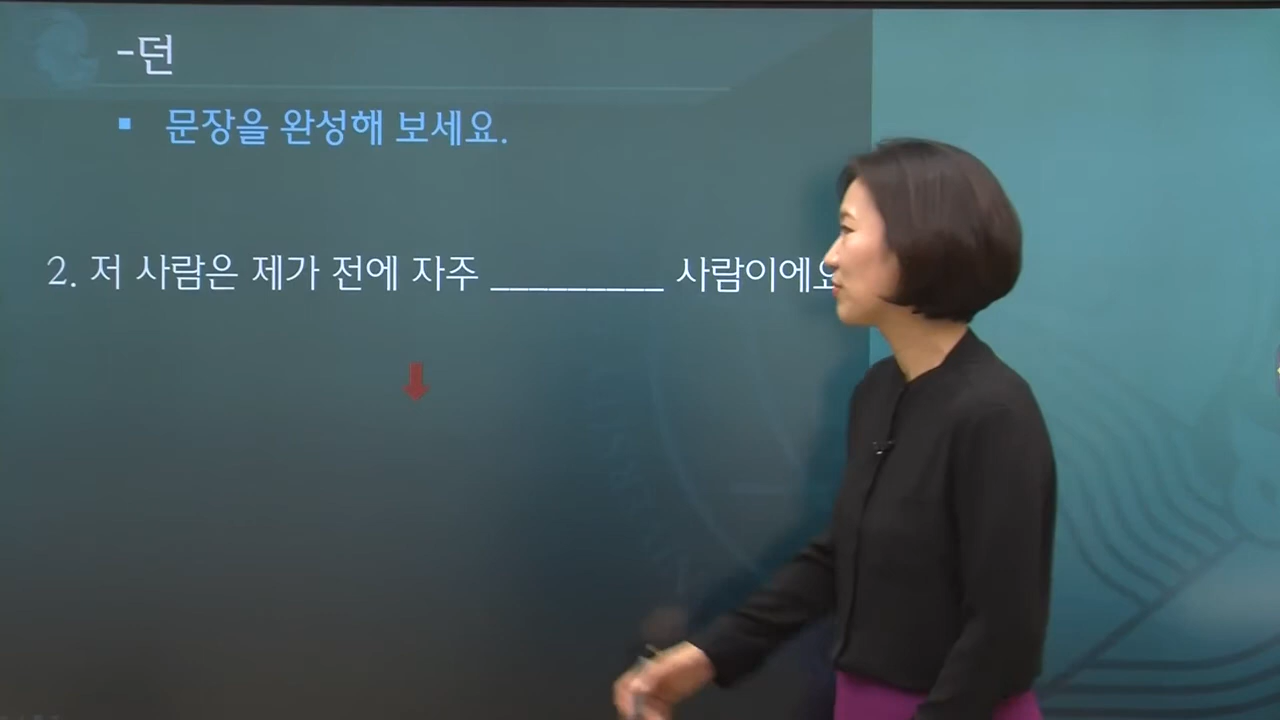 -던
▪ 문장을 완성해 보세요.
2. 저 사람은 제가 전에 자주 _________ 사람이에요